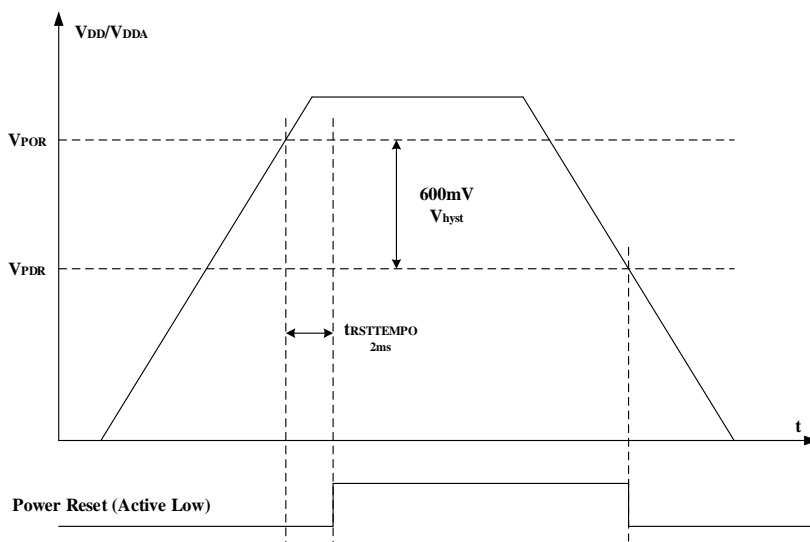 VDD/VDDA
VPOR
600mV
Vhyst
VPDR
tRSTTEMPO
2ms
t
Power Reset (Active Low)